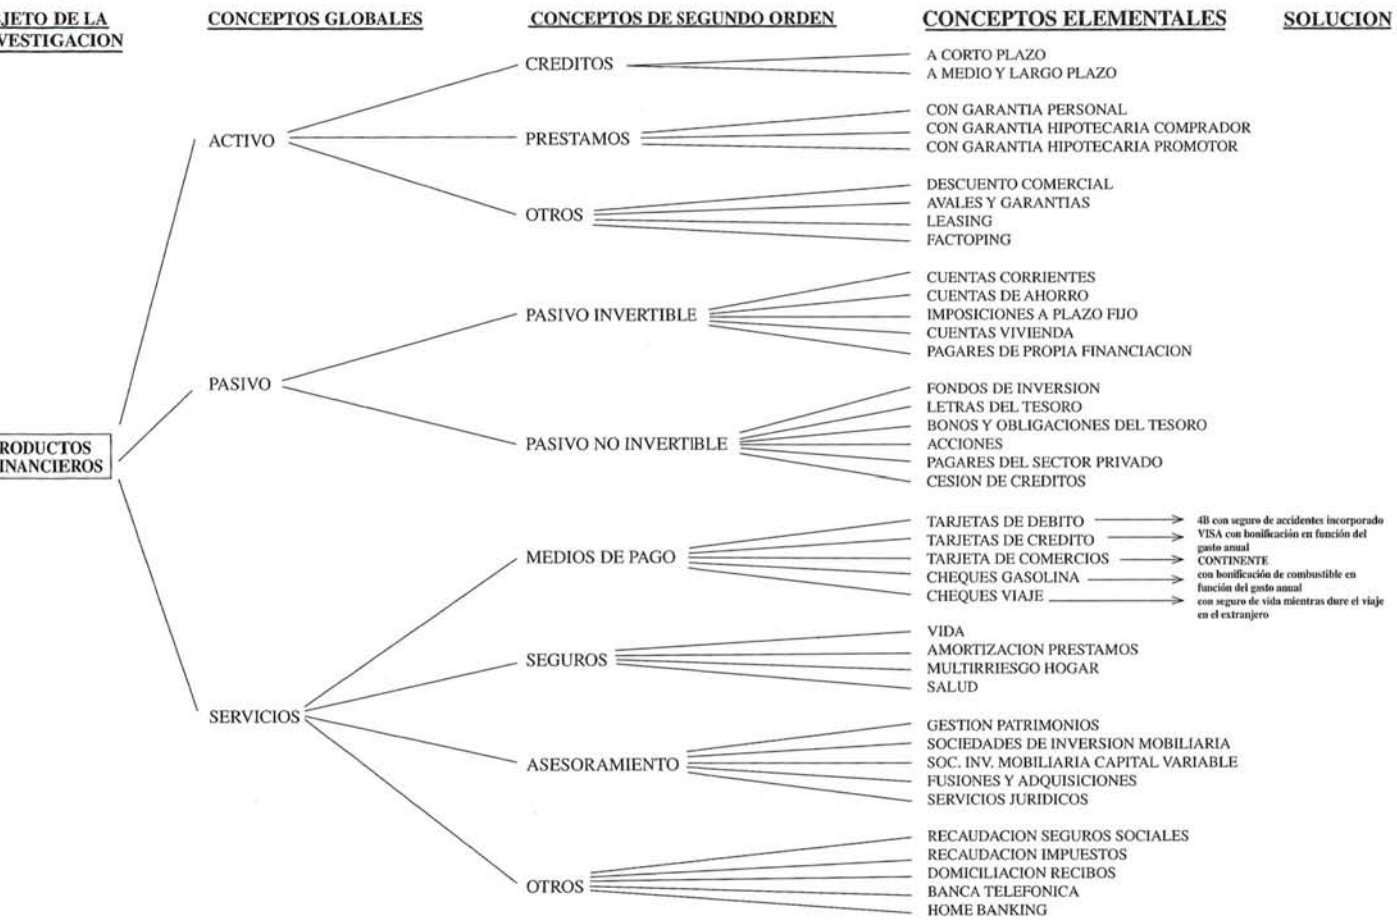 JETO DE LA
VESTIGACION
CONCEPTOS GLOBALES
CONCEPTOS DE SEGUNDO ORDEN
CONCEPTOS ELEMENTALES
SOLUCION
RODUCTOS
INANCIEROS
ACTIVO
CREDITOS
A CORTO PLAZO
A MEDIO Y LARGO PLAZO
PRESTAMOS
CON GARANTIA PERSONAL
CON GARANTIA HIPOTECARIA COMPRADOR
CON GARANTIA HIPOTECARIA PROMOTOR
OTROS
DESCUENTO COMERCIAL
AVALES Y GARANTIAS
LEASING
FACTOPING
PASIVO
PASIVO INVERTIBLE
CUENTAS CORRIENTES
CUENTAS DE AHORRO
IMPOSICIONES A PLAZO FIJO
CUENTAS VIVIENDA
PAGARES DE PROPIA FINANCIACION
PASIVO NO INVERTIBLE
FONDOS DE INVERSION
LETRAS DEL TESORO
BONOS Y OBLIGACIONES DEL TESORO
ACCIONES
PAGARES DEL SECTOR PRIVADO
CESION DE CREDITOS
SERVICIOS
MEDIOS DE PAGO
TARJETAS DE DEBITO
4B con seguro de accidentes incorporado
TARJETAS DE CREDITO
VISA con bonificación en función del
gasto anual
TARJETA DE COMERCIOS
CONTINENTE
CHEQUES GASOLINA
con bonificación de combustible en
función del gasto anual
CHEQUES VIAJE
con seguro de vida mientras dure el viaje
en el extranjero
SEGUROS
VIDA
AMORTIZACION PRESTAMOS
MULTIRRIESGO HOGAR
SALUD
ASESORAMIENTO
GESTION PATRIMONIOS
SOCIEDADES DE INVERSION MOBILIARIA
SOC. INV. MOBILIARIA CAPITAL VARIABLE
FUSIONES Y ADQUISICIONES
SERVICIOS JURIDICOS
OTROS
RECAUDACION SEGUROS SOCIALES
RECAUDACION IMPUESTOS
DOMICILIACION RECIBOS
BANCA TELEFONICA
HOME BANKING